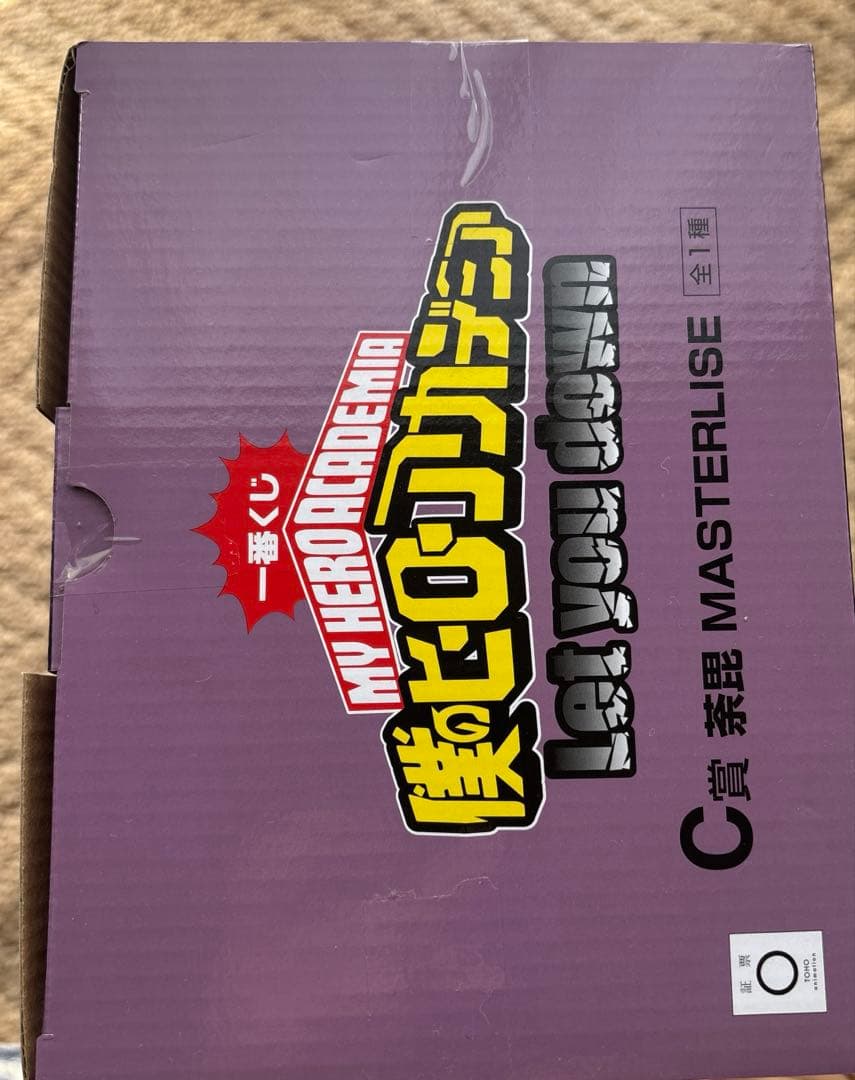 一番くじ
MY HERO ACADEMIA
僕のヒーローアカデミア
Let you down
C賞 荼毘 MASTERLISE 全1種
証票
TOHO
animation